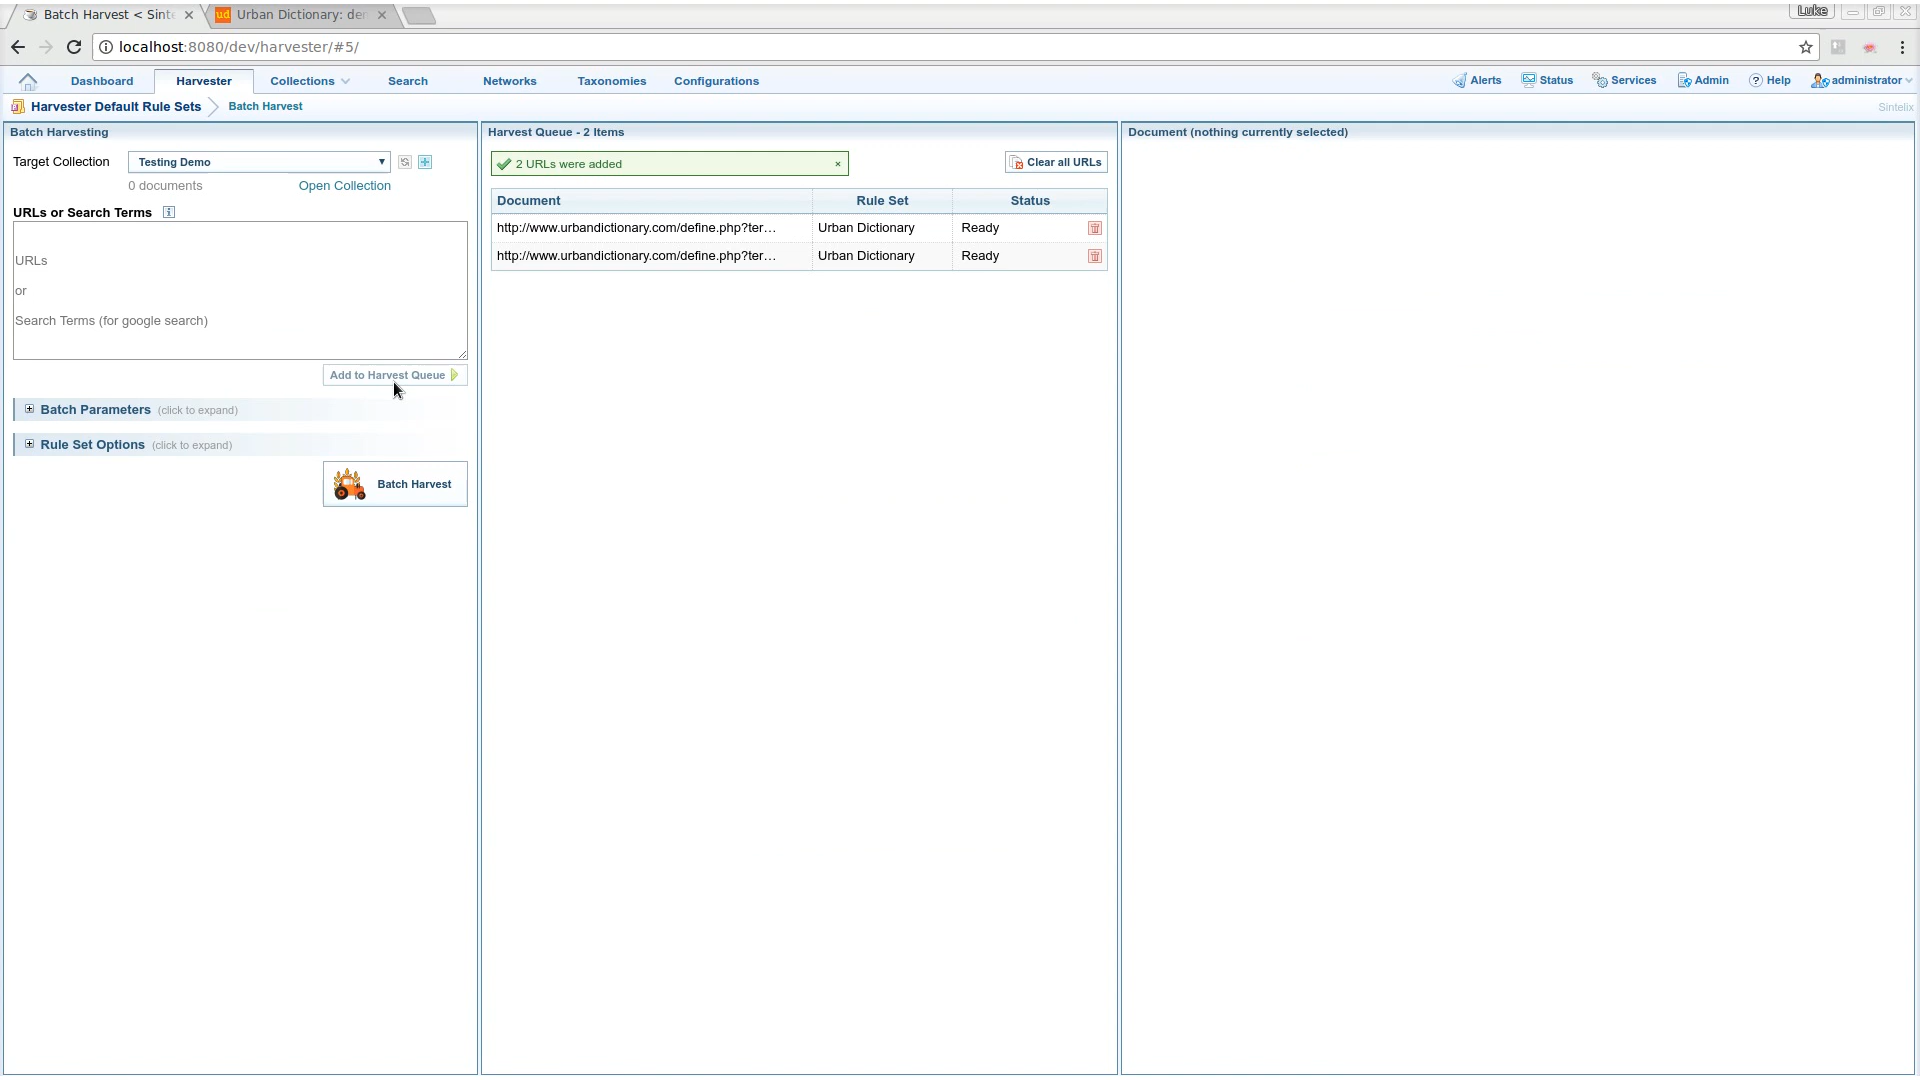 Batch Harvest < Sint
Urban Dictionary: de
Luke
localhost:8080/dev/harvester/#5/
Dashboard
Harvester
Collections
Search
Networks
Taxonomies
Configurations
Alerts
Status
Services
Admin
Help
administrator
Harvester Default Rule Sets
Batch Harvest
Sintelix
Batch Harvesting
Target Collection
Testing Demo
0 documents
Open Collection
URLs or Search Terms
URLs
or
Search Terms (for google search)
Add to Harvest Queue
Batch Parameters (click to expand)
Rule Set Options (click to expand)
Batch Harvest
Harvest Queue - 2 Items
2 URLs were added
×
Clear all URLs
Document Rule Set Status
http://www.urbandictionary.com/define.php?ter… Urban Dictionary Ready
http://www.urbandictionary.com/define.php?ter… Urban Dictionary Ready
Document (nothing currently selected)